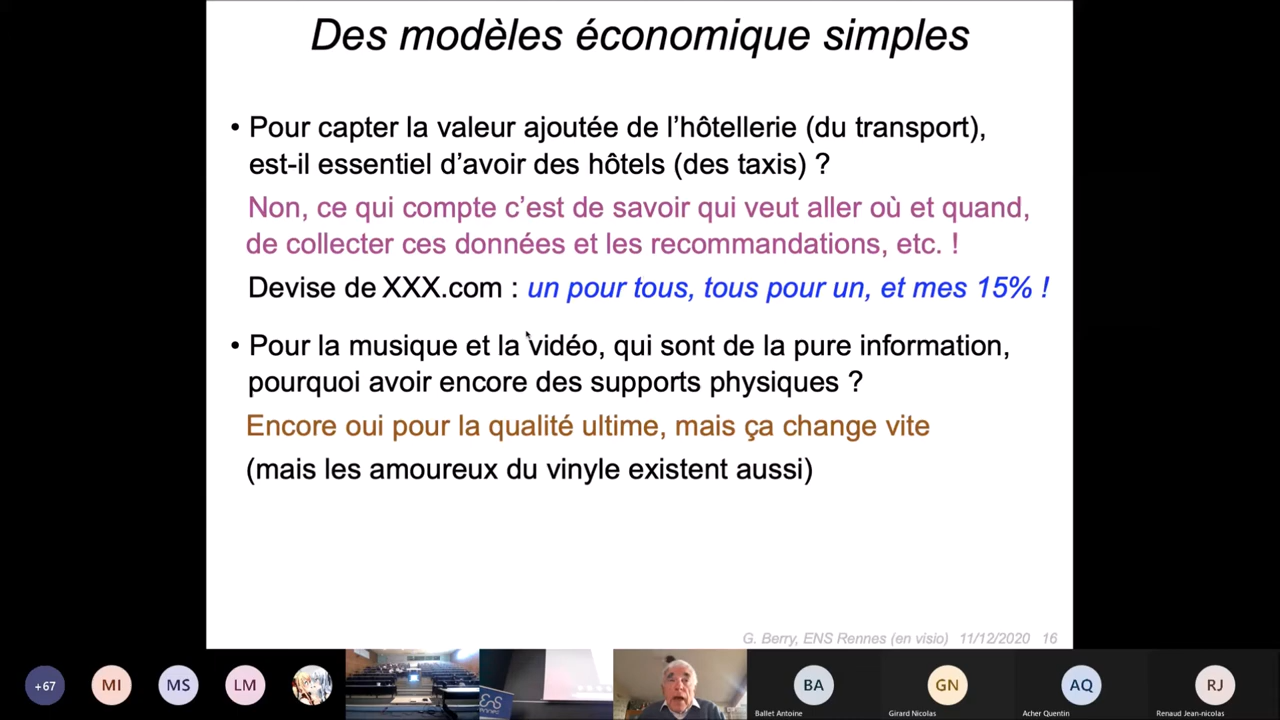 Des modèles économique simples
• Pour capter la valeur ajoutée de l’hôtellerie (du transport),
est-il essentiel d’avoir des hôtels (des taxis) ?
Non, ce qui compte c’est de savoir qui veut aller où et quand,
de collecter ces données et les recommandations, etc. !
Devise de XXX.com : un pour tous, tous pour un, et mes 15% !
• Pour la musique et la vidéo, qui sont de la pure information,
pourquoi avoir encore des supports physiques ?
Encore oui pour la qualité ultime, mais ça change vite
(mais les amoureux du vinyle existent aussi)
G. Berry, ENS Rennes (en visio) 11/12/2020 16
+67 MI MS LM BA GN AQ RJ
ENS
Ballet Antoine Girard Nicolas Acher Quentin Renaud Jean-nicolas